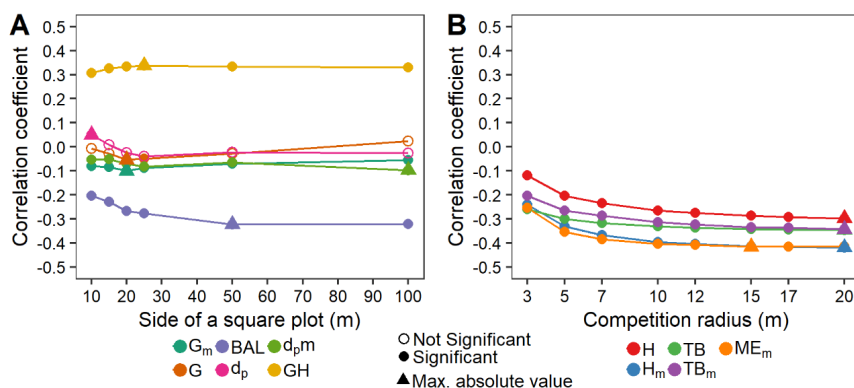 A
Correlation coefficient
0.5
0.4
0.3
0.2
0.1
0.0
-0.1
-0.2
-0.3
-0.4
-0.5
10 20 30 40 50 60 70 80 90 100
Side of a square plot (m)
Gm BAL dpm
G dp GH
Not Significant
Significant
Max. absolute value
B
Correlation coefficient
0.5
0.4
0.3
0.2
0.1
0.0
-0.1
-0.2
-0.3
-0.4
-0.5
3 5 7 10 12 15 17 20
Competition radius (m)
H TB MEm
Hm TBm